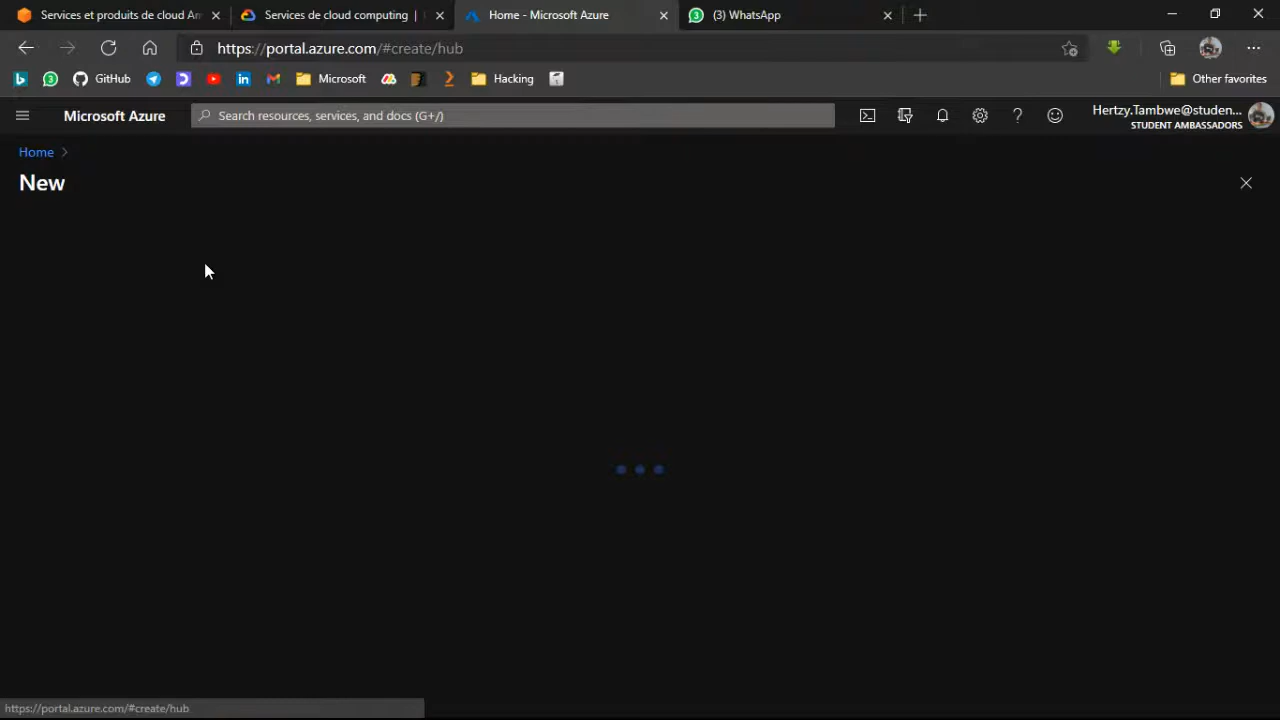 Services et produits de cloud Am
Services de cloud computing |
Home - Microsoft Azure
(3) WhatsApp
https://portal.azure.com/#create/hub
GitHub
Microsoft
Hacking
Other favorites
Microsoft Azure
Search resources, services, and docs (G+/)
Hertzy.Tambwe@studen...
STUDENT AMBASSADORS
Home
New
https://portal.azure.com/#create/hub